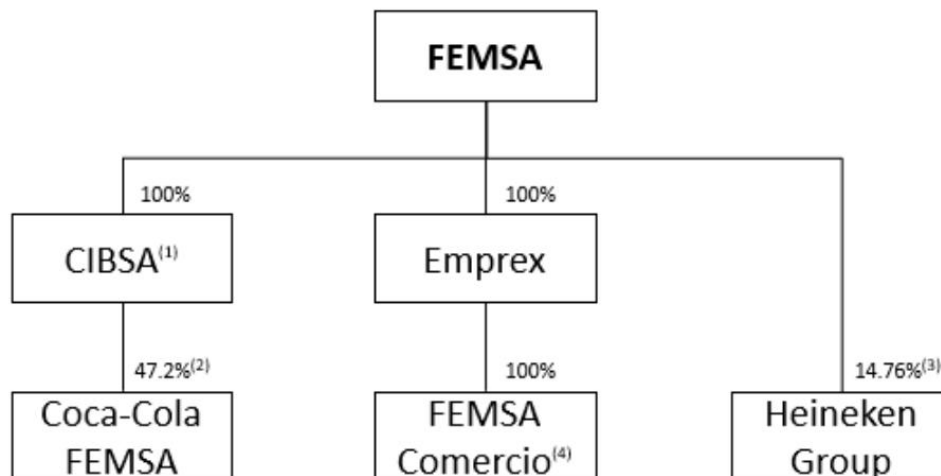 FEMSA
100%
100%
CIBSA(1)
Emprex
47.2%(2)
100%
14.76%(3)
Coca-Cola
FEMSA
FEMSA
Comercio(4)
Heineken
Group